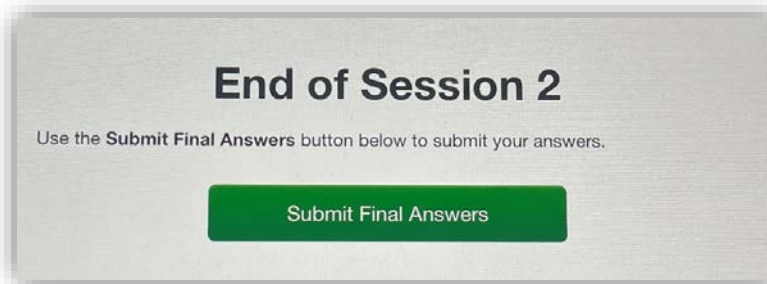 End of Session 2
Use the Submit Final Answers button below to submit your answers.
Submit Final Answers